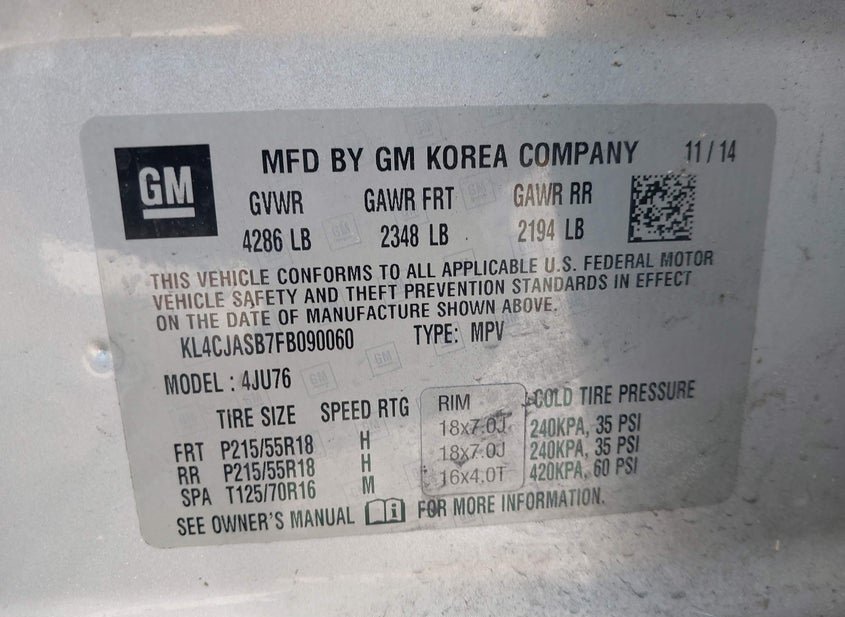 GM
MFD BY GM KOREA COMPANY 11/14
GVWR GAWR FRT GAWR RR
4286 LB 2348 LB 2194 LB
THIS VEHICLE CONFORMS TO ALL APPLICABLE U.S. FEDERAL MOTOR
VEHICLE SAFETY AND THEFT PREVENTION STANDARDS IN EFFECT
ON THE DATE OF MANUFACTURE SHOWN ABOVE.
KL4CJASB7FB090060 TYPE: MPV
MODEL : 4JU76
TIRE SIZE SPEED RTG RIM COLD TIRE PRESSURE
FRT P215/55R18 H 18x7.0J 240KPA, 35 PSI
RR P215/55R18 H 18x7.0J 240KPA, 35 PSI
SPA T125/70R16 M 16x4.0T 420KPA, 60 PSI
SEE OWNER'S MANUAL i FOR MORE INFORMATION.